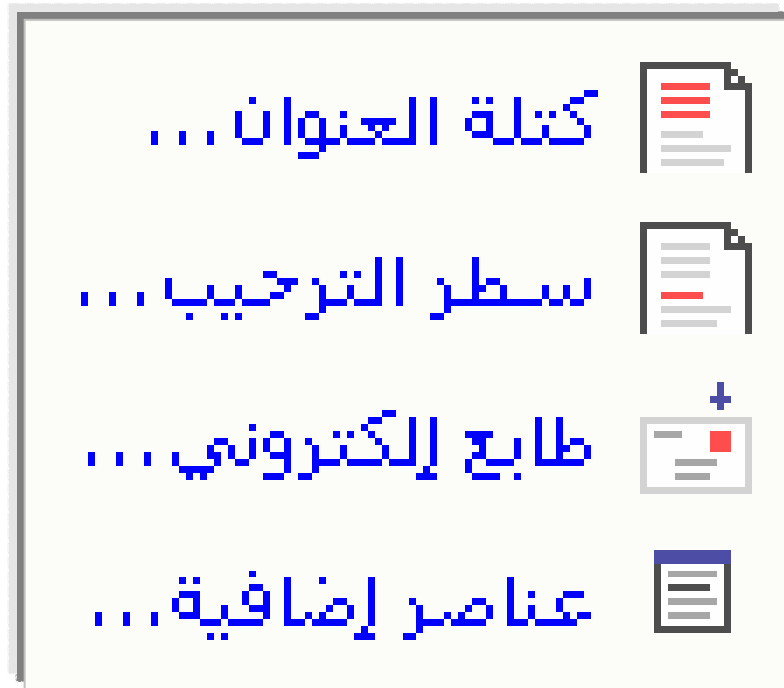 كتلة العنوان...
سطر الترحيب...
طابع إلكتروني...
عناصر إضافية...